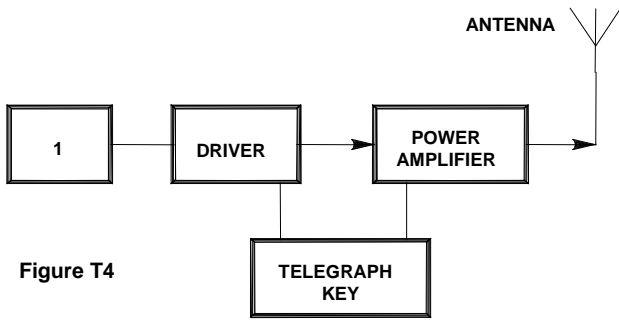 ANTENNA
1
DRIVER
POWER
AMPLIFIER
TELEGRAPH
KEY
Figure T4